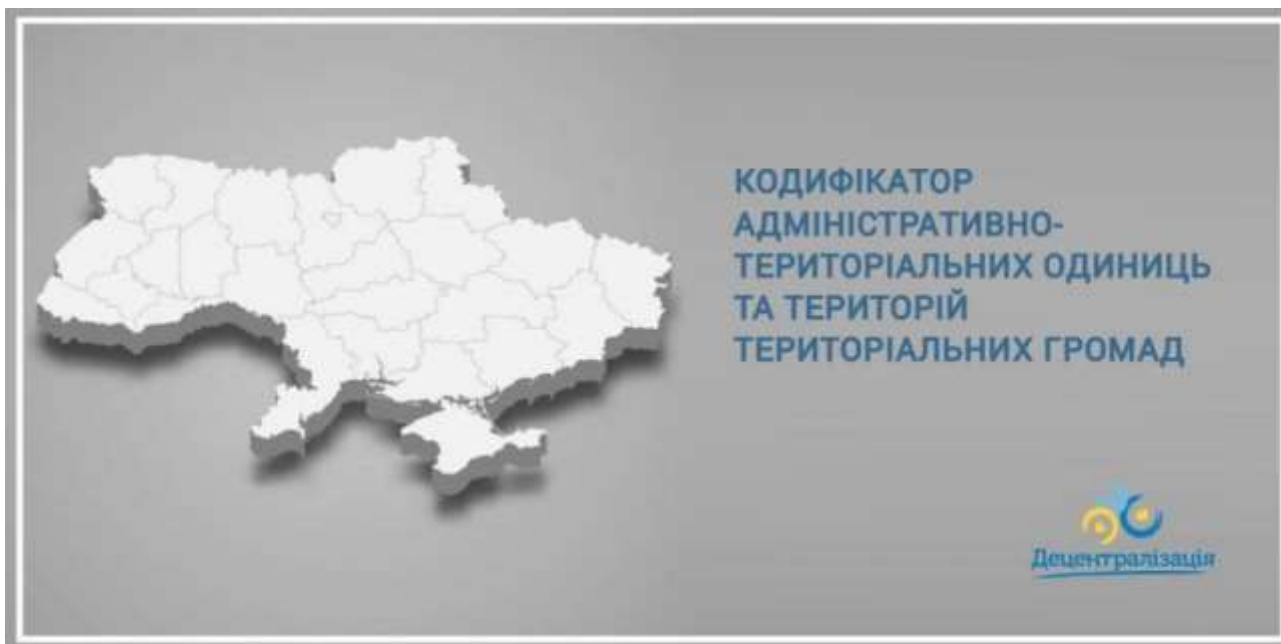 КОДИФІКАТОР
АДМІНІСТРАТИВНО-
ТЕРИТОРІАЛЬНИХ ОДИНИЦЬ
ТА ТЕРИТОРІЙ
ТЕРИТОРІАЛЬНИХ ГРОМАД
Децентралізація